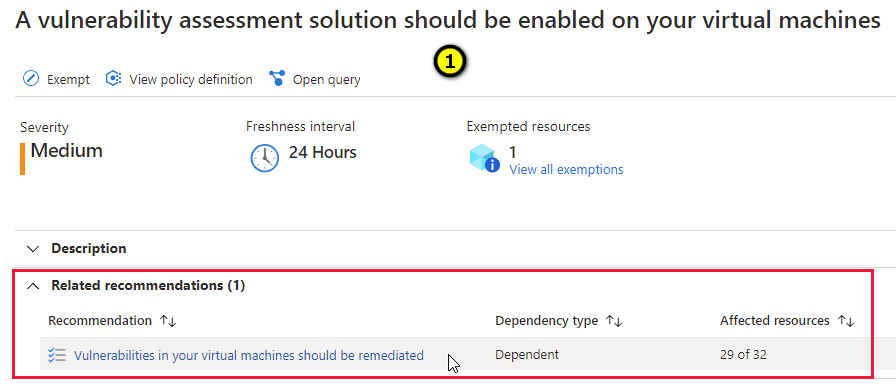 A vulnerability assessment solution should be enabled on your virtual machines
1
Exempt View policy definition Open query
Severity Freshness interval Exempted resources
Medium 24 Hours 1
View all exemptions
Description
Related recommendations (1)
Recommendation Dependency type Affected resources
Vulnerabilities in your virtual machines should be remediated Dependent 29 of 32